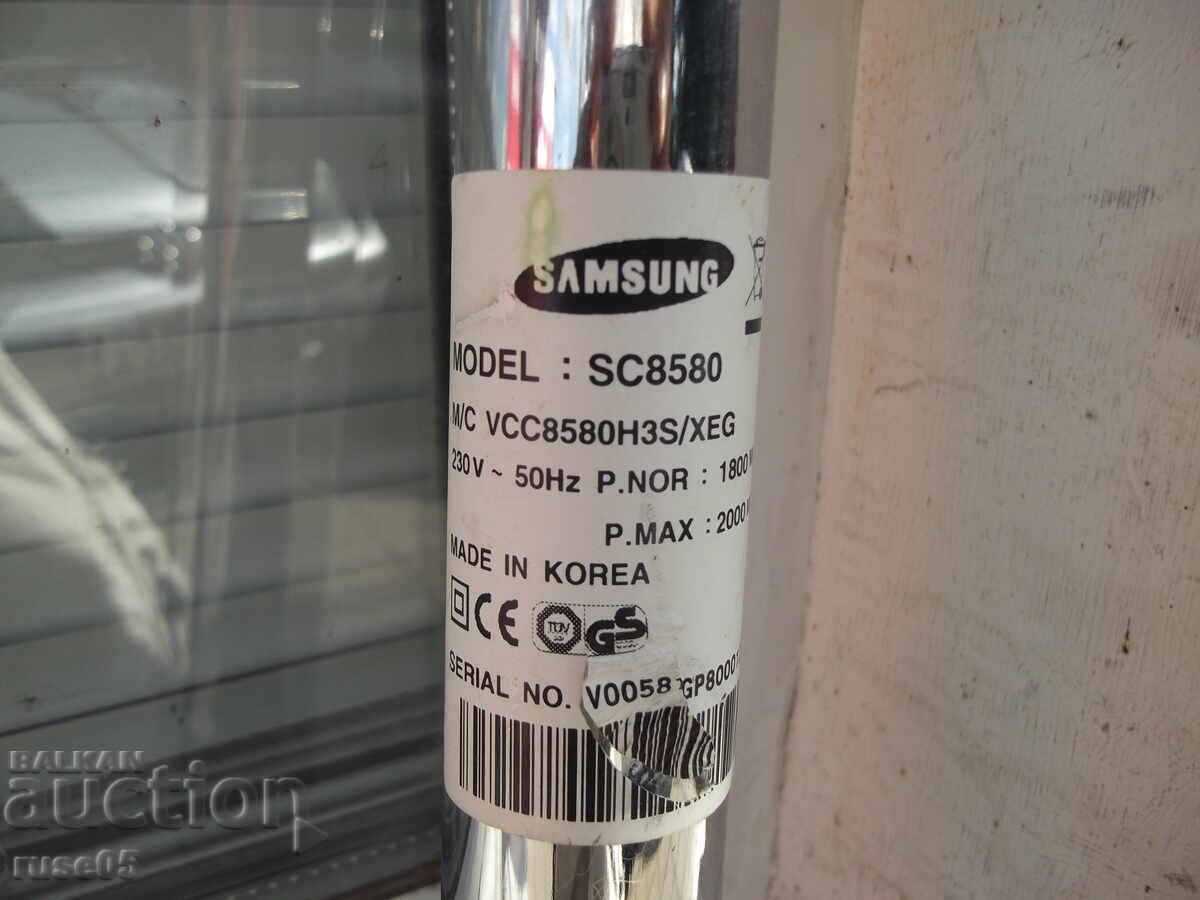 SAMSUNG
MODEL : SC8580
M/C VCC8580H3S/XEG
230V ~ 50Hz P.NOR : 1800
P.MAX : 2000
MADE IN KOREA
CE TÜV GS
SERIAL NO.
BALKAN
auction
ruse05